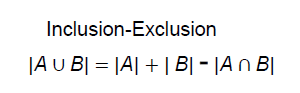 Inclusion-Exclusion
|A ∪ B| = |A| + | B| - |A ∩ B|